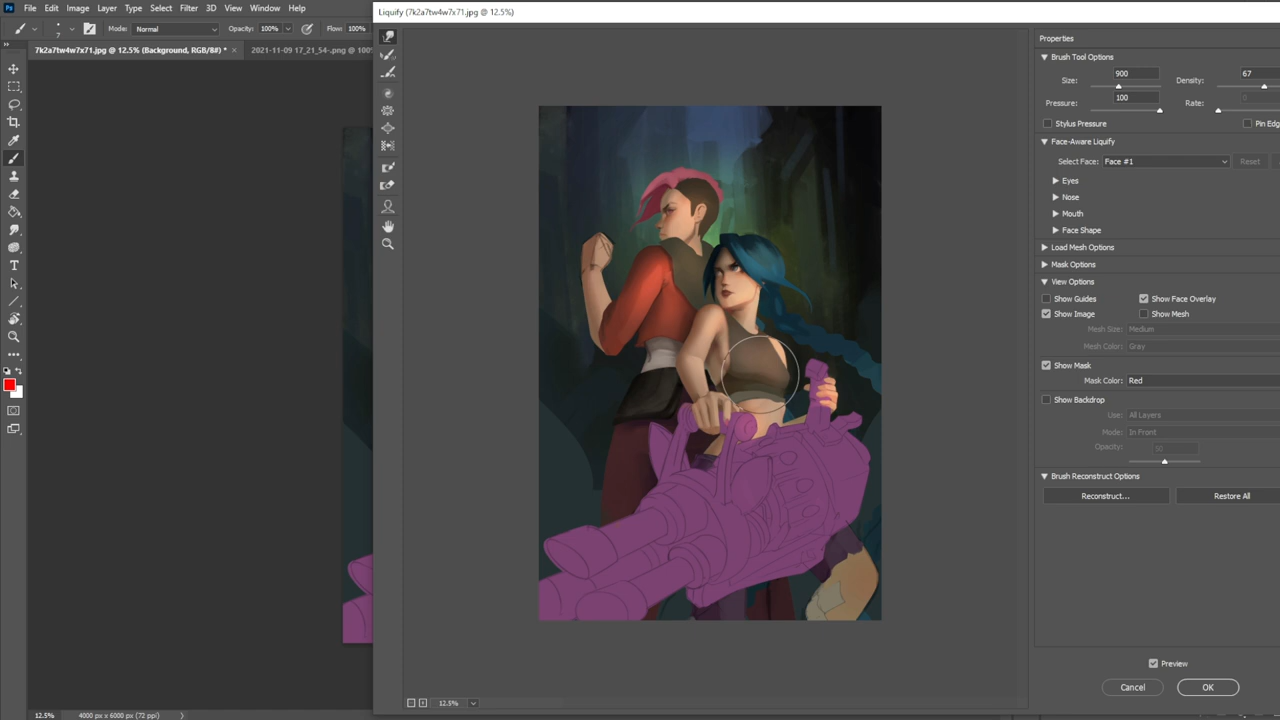 Ps File Edit Image Layer Type Select Filter 3D View Window Help
Liquify (7k2a7tw4w7x71.jpg @ 12.5%)
7 Mode: Normal Opacity: 100% Flow: 100%
7k2a7tw4w7x71.jpg @ 12.5% (Background, RGB/8#) * × 2021-11-09 17_21_54-.png @ 100%
Properties
Brush Tool Options
Size: 900 Density: 67
Pressure: 100 Rate: 0
Stylus Pressure Pin Edg
Face-Aware Liquify
Select Face: Face #1 Reset
Eyes
Nose
Mouth
Face Shape
Load Mesh Options
Mask Options
View Options
Show Guides Show Face Overlay
Show Image Show Mesh
Mesh Size: Medium
Mesh Color: Gray
Show Mask
Mask Color: Red
Show Backdrop
Use: All Layers
Mode: In Front
Opacity: 50
Brush Reconstruct Options
Reconstruct... Restore All
Preview
Cancel OK
12.5%
12.5% 4000 px x 6000 px (72 ppi)